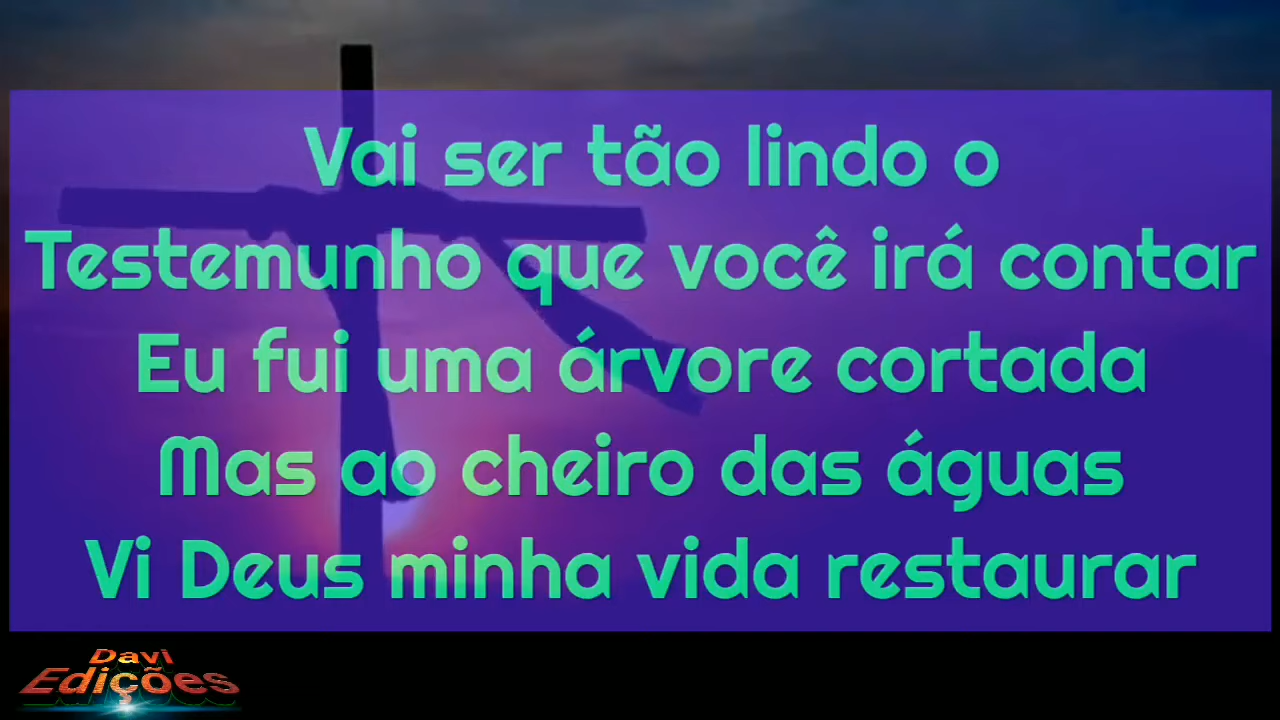 Vai ser tão lindo o
Testemunho que você irá contar
Eu fui uma árvore cortada
Mas ao cheiro das águas
Vi Deus minha vida restaurar
Davi
Edições